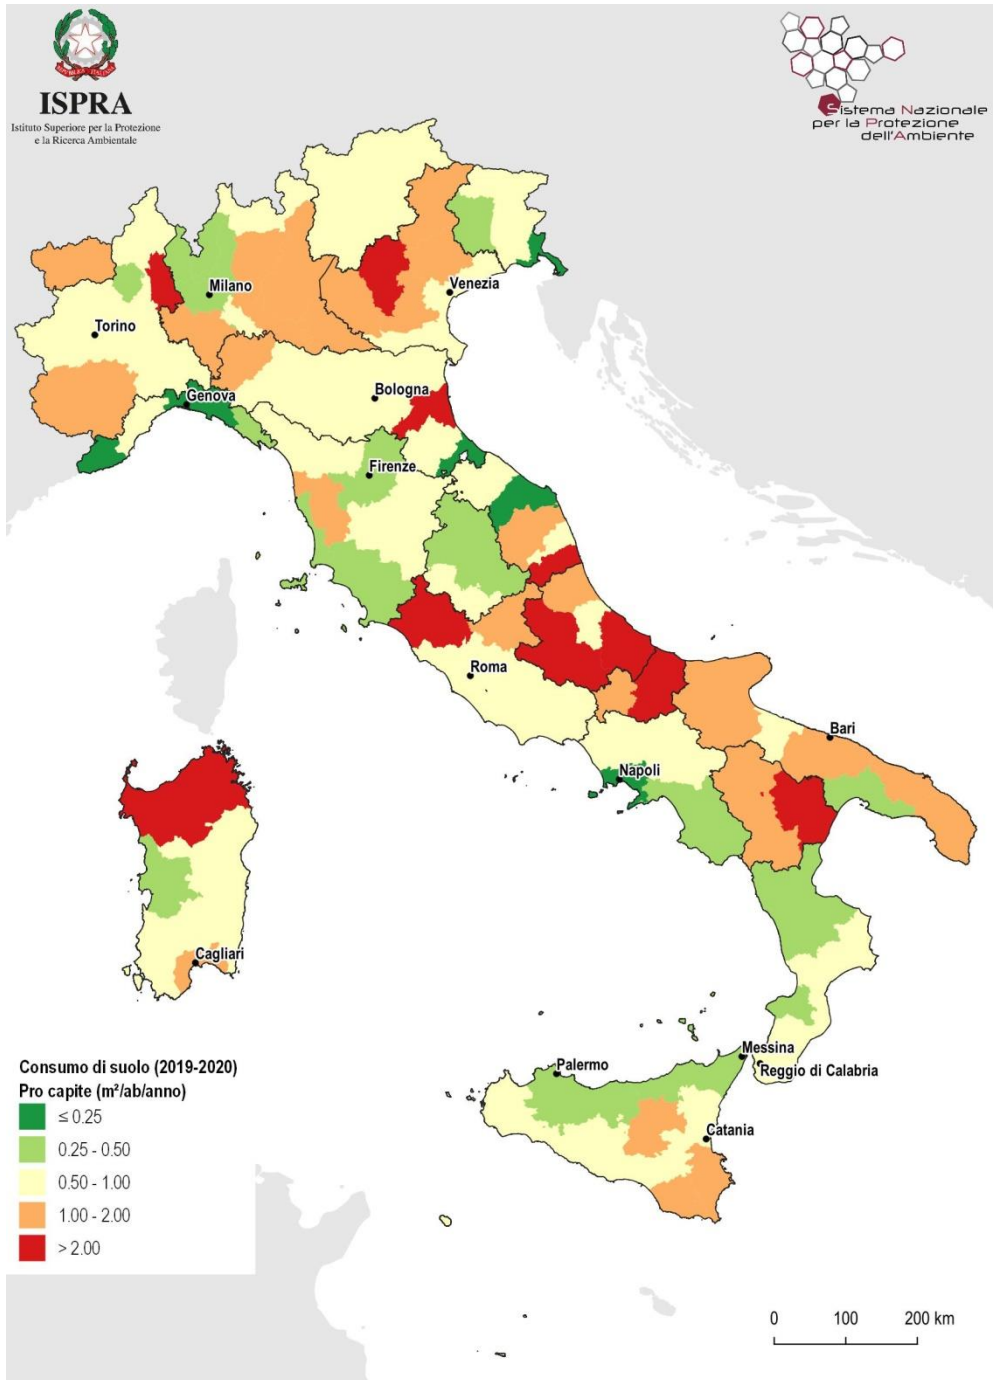 ISPRA
Istituto Superiore per la Protezione
e la Ricerca Ambientale
Sistema Nazionale
per la Protezione
dell'Ambiente
Milano
Venezia
Torino
Genova
Bologna
Firenze
Roma
Bari
Napoli
Cagliari
Messina
Palermo
Reggio di Calabria
Catania
Consumo di suolo (2019-2020)
Pro capite (m²/ab/anno)
≤ 0.25
0.25 - 0.50
0.50 - 1.00
1.00 - 2.00
> 2.00
0 100 200 km